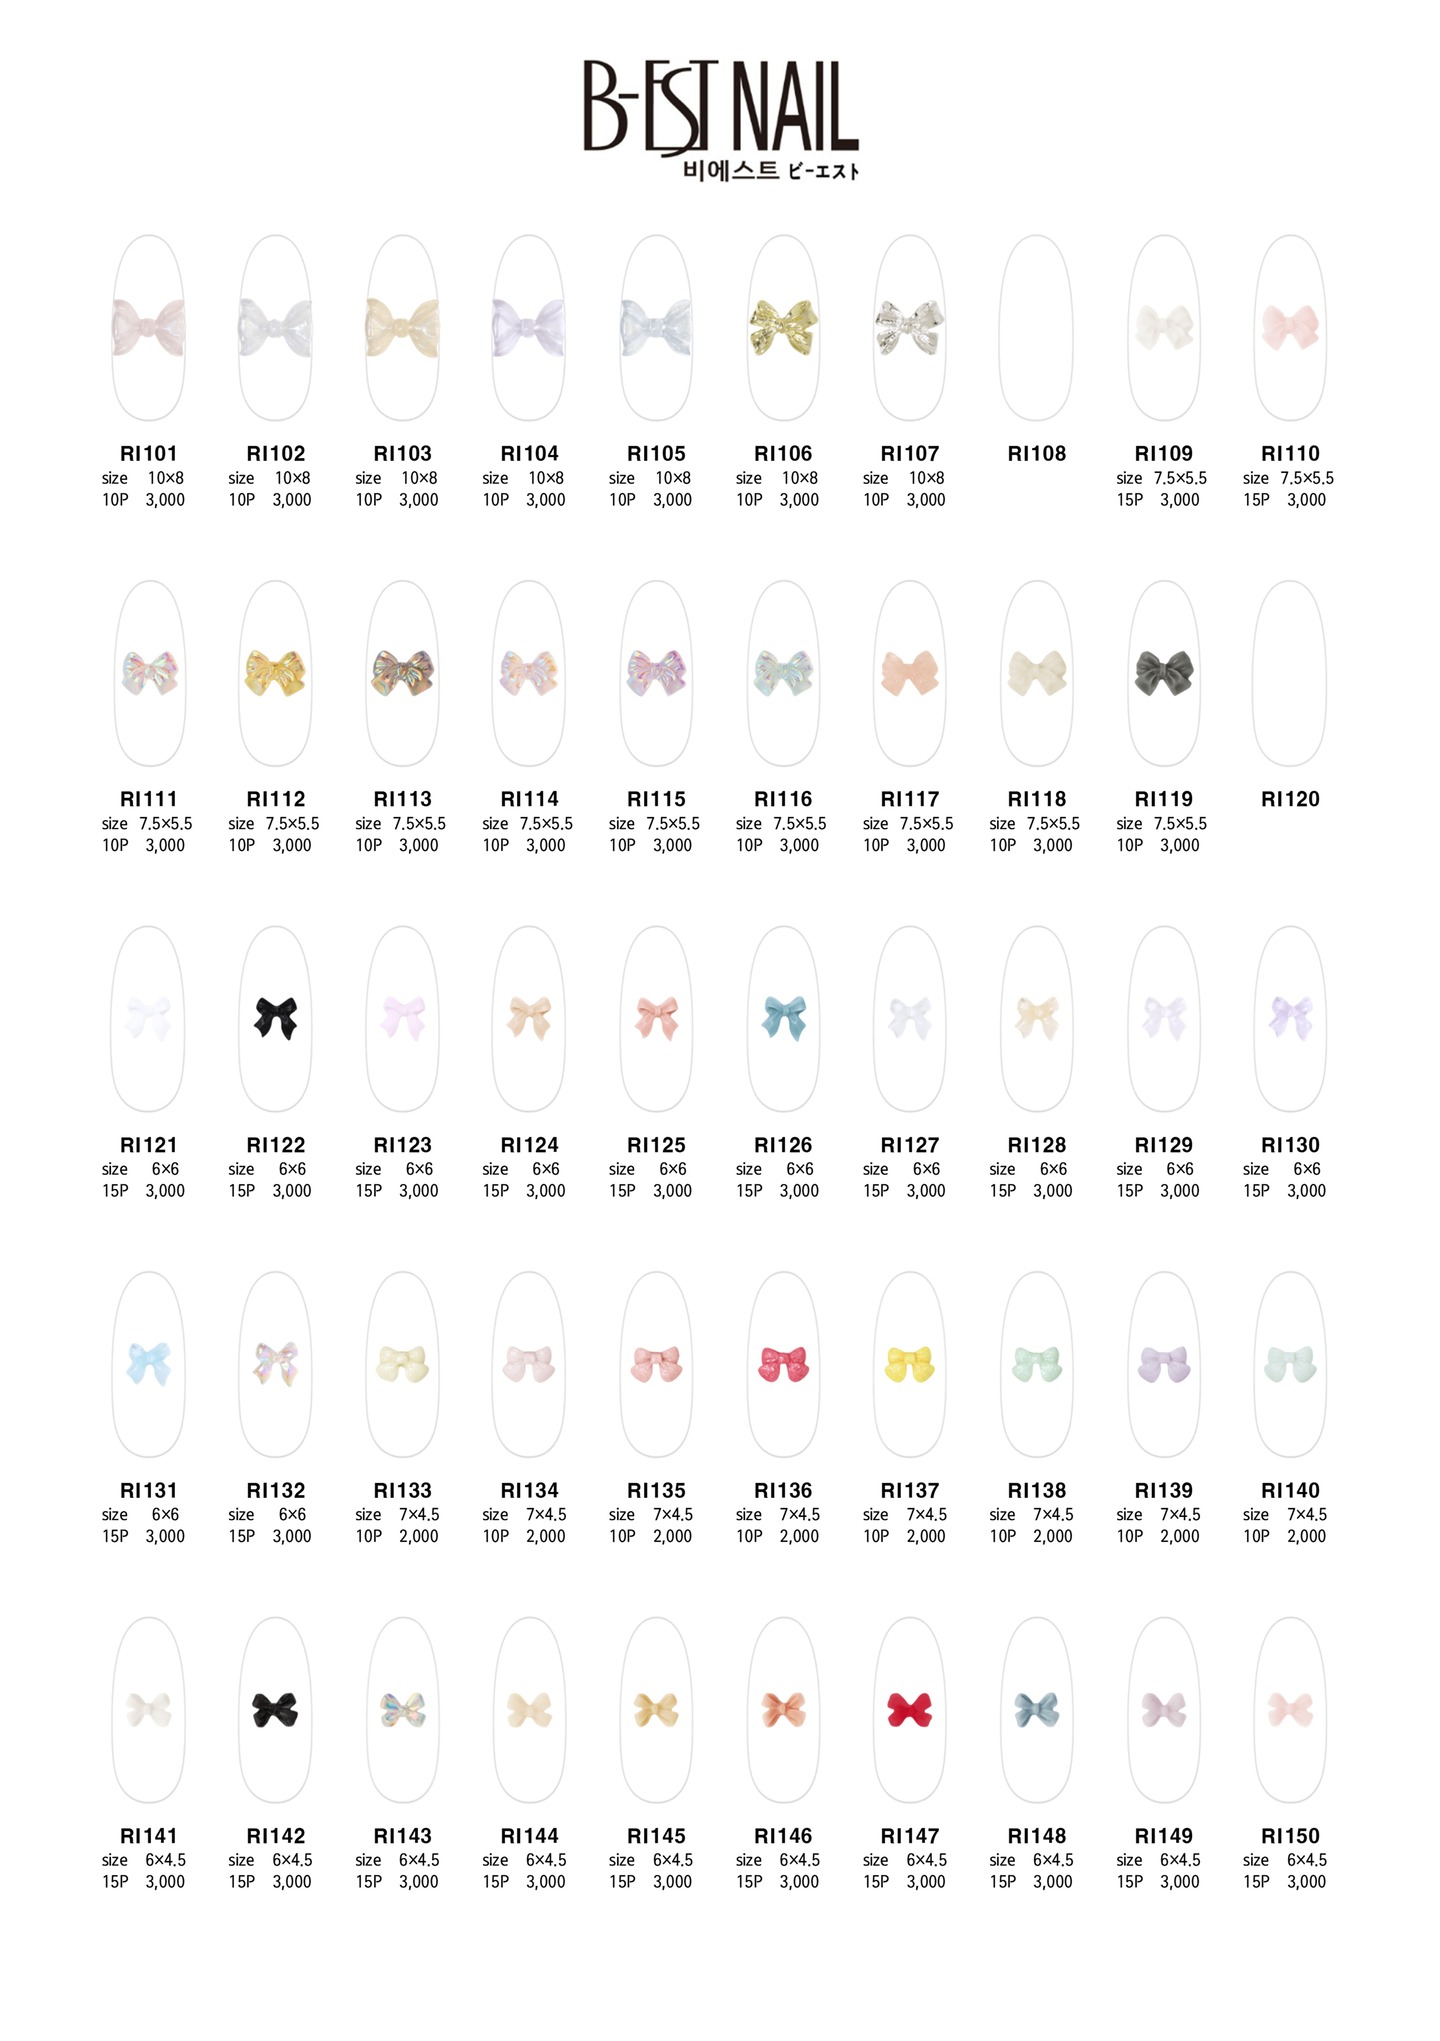 B-EST NAIL
비에스트 ビーエスト
RI101 RI102 RI103 RI104 RI105 RI106 RI107 RI108 RI109 RI110
size 10×8 size 10×8 size 10×8 size 10×8 size 10×8 size 10×8 size 10×8 size 7.5×5.5 size 7.5×5.5
10P 3,000 10P 3,000 10P 3,000 10P 3,000 10P 3,000 10P 3,000 10P 3,000 15P 3,000 15P 3,000
RI111 RI112 RI113 RI114 RI115 RI116 RI117 RI118 RI119 RI120
size 7.5×5.5 size 7.5×5.5 size 7.5×5.5 size 7.5×5.5 size 7.5×5.5 size 7.5×5.5 size 7.5×5.5 size 7.5×5.5 size 7.5×5.5
10P 3,000 10P 3,000 10P 3,000 10P 3,000 10P 3,000 10P 3,000 10P 3,000 10P 3,000 10P 3,000
RI121 RI122 RI123 RI124 RI125 RI126 RI127 RI128 RI129 RI130
size 6×6 size 6×6 size 6×6 size 6×6 size 6×6 size 6×6 size 6×6 size 6×6 size 6×6 size 6×6
15P 3,000 15P 3,000 15P 3,000 15P 3,000 15P 3,000 15P 3,000 15P 3,000 15P 3,000 15P 3,000 15P 3,000
RI131 RI132 RI133 RI134 RI135 RI136 RI137 RI138 RI139 RI140
size 6×6 size 6×6 size 7×4.5 size 7×4.5 size 7×4.5 size 7×4.5 size 7×4.5 size 7×4.5 size 7×4.5 size 7×4.5
15P 3,000 15P 3,000 10P 2,000 10P 2,000 10P 2,000 10P 2,000 10P 2,000 10P 2,000 10P 2,000 10P 2,000
RI141 RI142 RI143 RI144 RI145 RI146 RI147 RI148 RI149 RI150
size 6×4.5 size 6×4.5 size 6×4.5 size 6×4.5 size 6×4.5 size 6×4.5 size 6×4.5 size 6×4.5 size 6×4.5 size 6×4.5
15P 3,000 15P 3,000 15P 3,000 15P 3,000 15P 3,000 15P 3,000 15P 3,000 15P 3,000 15P 3,000 15P 3,000